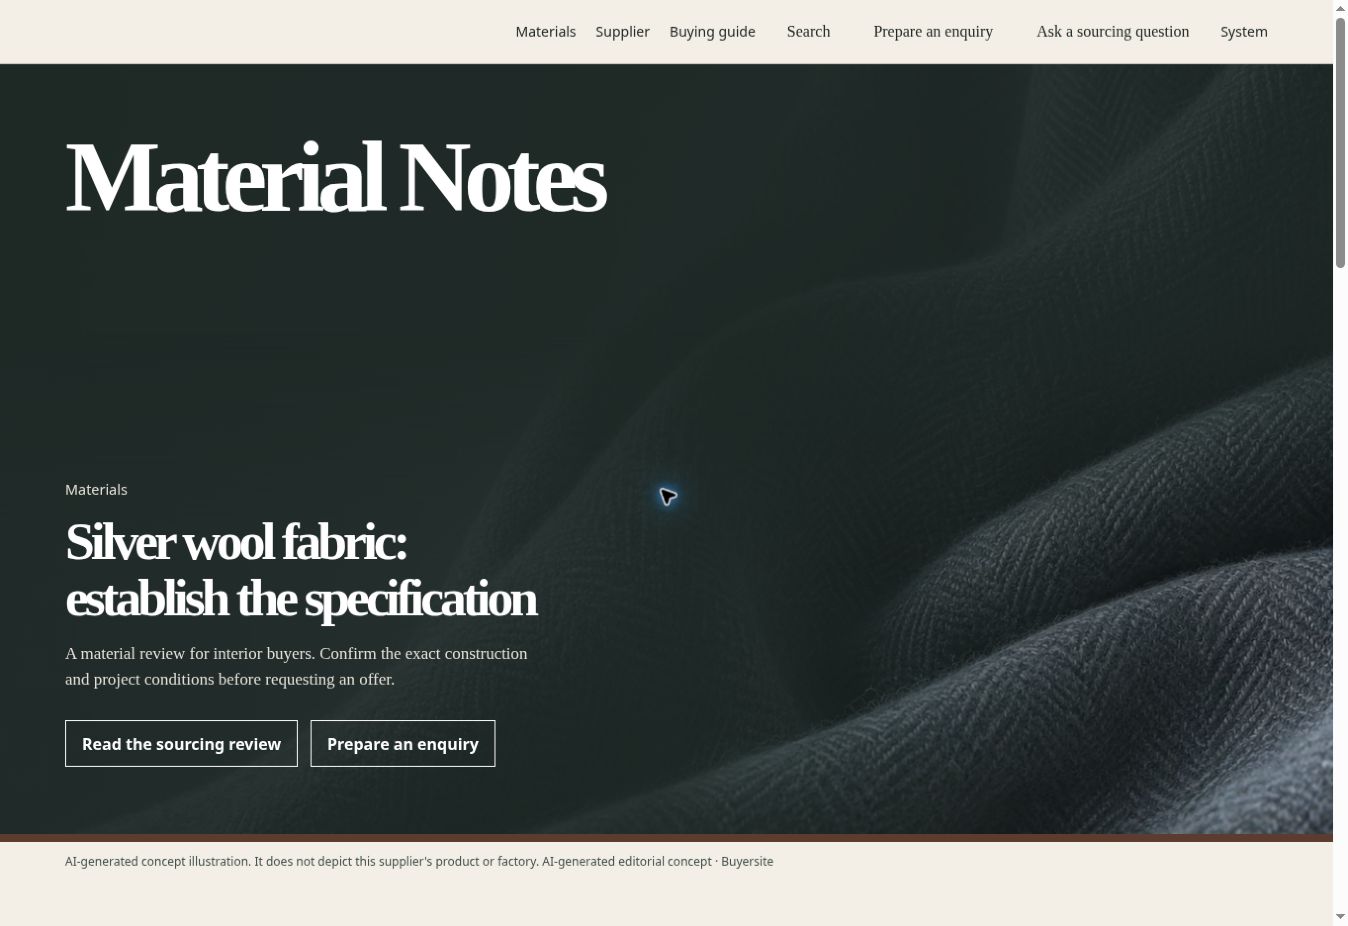 Materials Supplier Buying guide Search Prepare an enquiry Ask a sourcing question System
Material Notes
Materials
Silver wool fabric:
establish the specification
A material review for interior buyers. Confirm the exact construction
and project conditions before requesting an offer.
Read the sourcing review Prepare an enquiry
AI-generated concept illustration. It does not depict this supplier's product or factory. AI-generated editorial concept · Buyersite